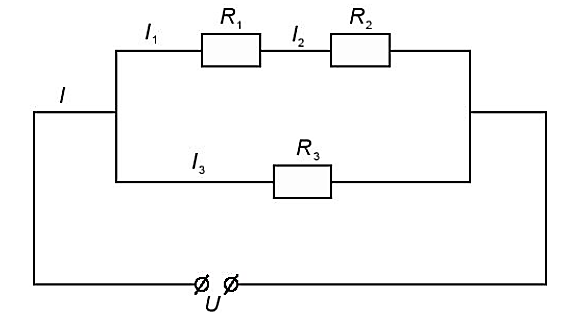 R₁ R₂
I₁ I₂
I
R₃
I₃
U